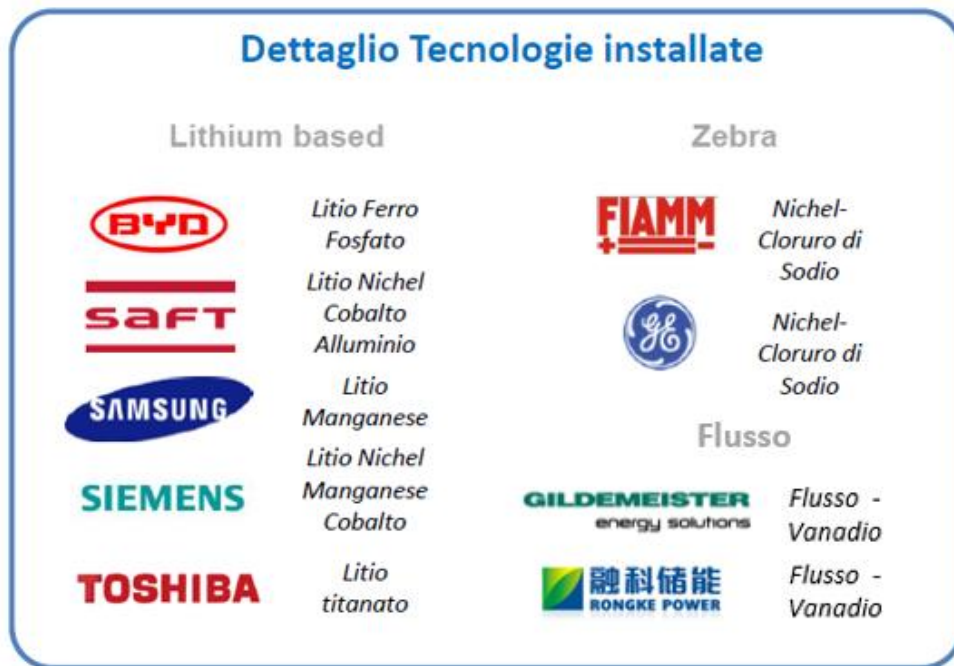 Dettaglio Tecnologie installate
Lithium based
BYD
Litio Ferro
Fosfato
saft
Litio Nichel
Cobalto
Alluminio
SAMSUNG
Litio
Manganese
SIEMENS
Litio Nichel
Manganese
Cobalto
TOSHIBA
Litio
titanato
Zebra
FIAMM
+ -
Nichel-
Cloruro di
Sodio
GE
Nichel-
Cloruro di
Sodio
Flusso
GILDEMEISTER
energy solutions
Flusso -
Vanadio
融科储能
RONGKE POWER
Flusso -
Vanadio